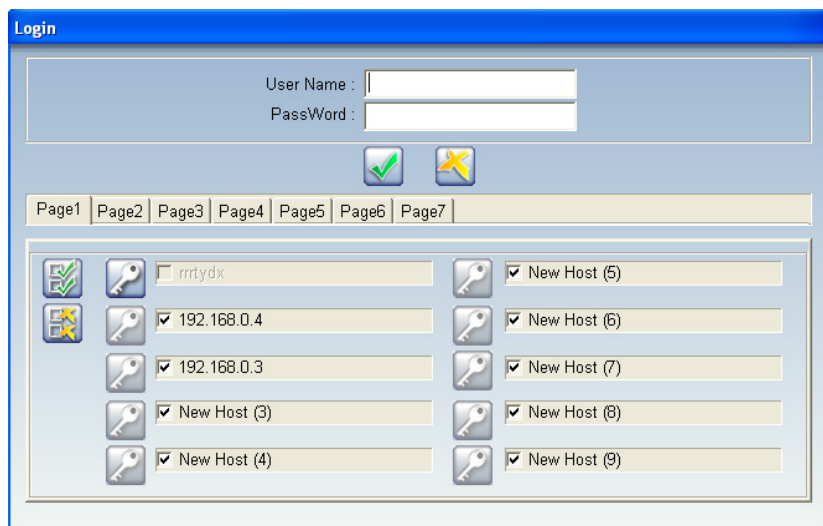 Login
User Name :
PassWord :
Page1 Page2 Page3 Page4 Page5 Page6 Page7
rrrtydx
New Host (5)
192.168.0.4
New Host (6)
192.168.0.3
New Host (7)
New Host (3)
New Host (8)
New Host (4)
New Host (9)